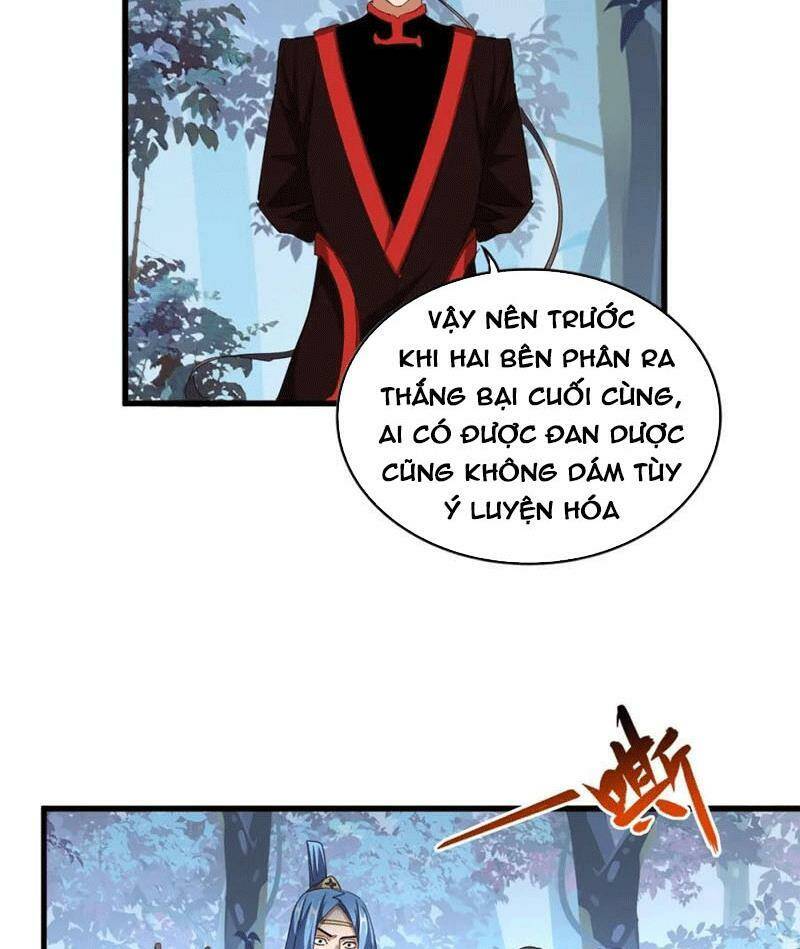 VẬY NÊN TRƯỚC
KHI HAI BÊN PHÂN RA
THẮNG BẠI CUỐI CÙNG,
AI CÓ ĐƯỢC ĐAN DƯỢC
CŨNG KHÔNG DÁM TÙY
Ý LUYỆN HÓA
嘶